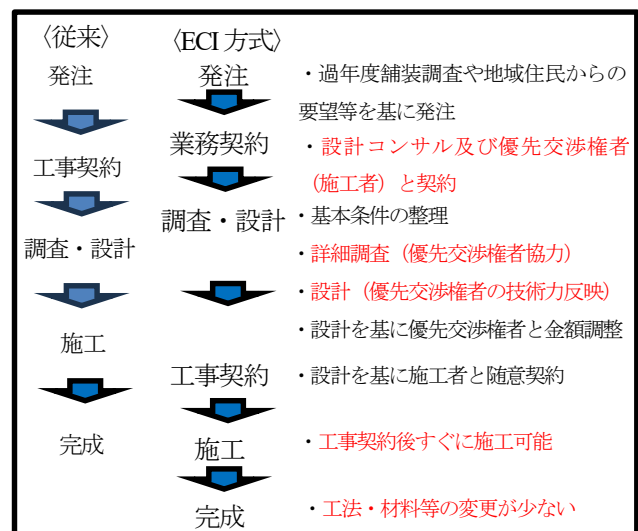 〈従来〉
〈ECI 方式〉
発注
発注
・過年度舗装調査や地域住民からの
要望等を基に発注
工事契約
業務契約
・設計コンサル及び優先交渉権者
（施工者）と契約
調査・設計
調査・設計
・基本条件の整理
・詳細調査（優先交渉権者協力）
・設計（優先交渉権者の技術力反映）
・設計を基に優先交渉権者と金額調整
施工
工事契約
・設計を基に施工者と随意契約
完成
施工
・工事契約後すぐに施工可能
完成
・工法・材料等の変更が少ない